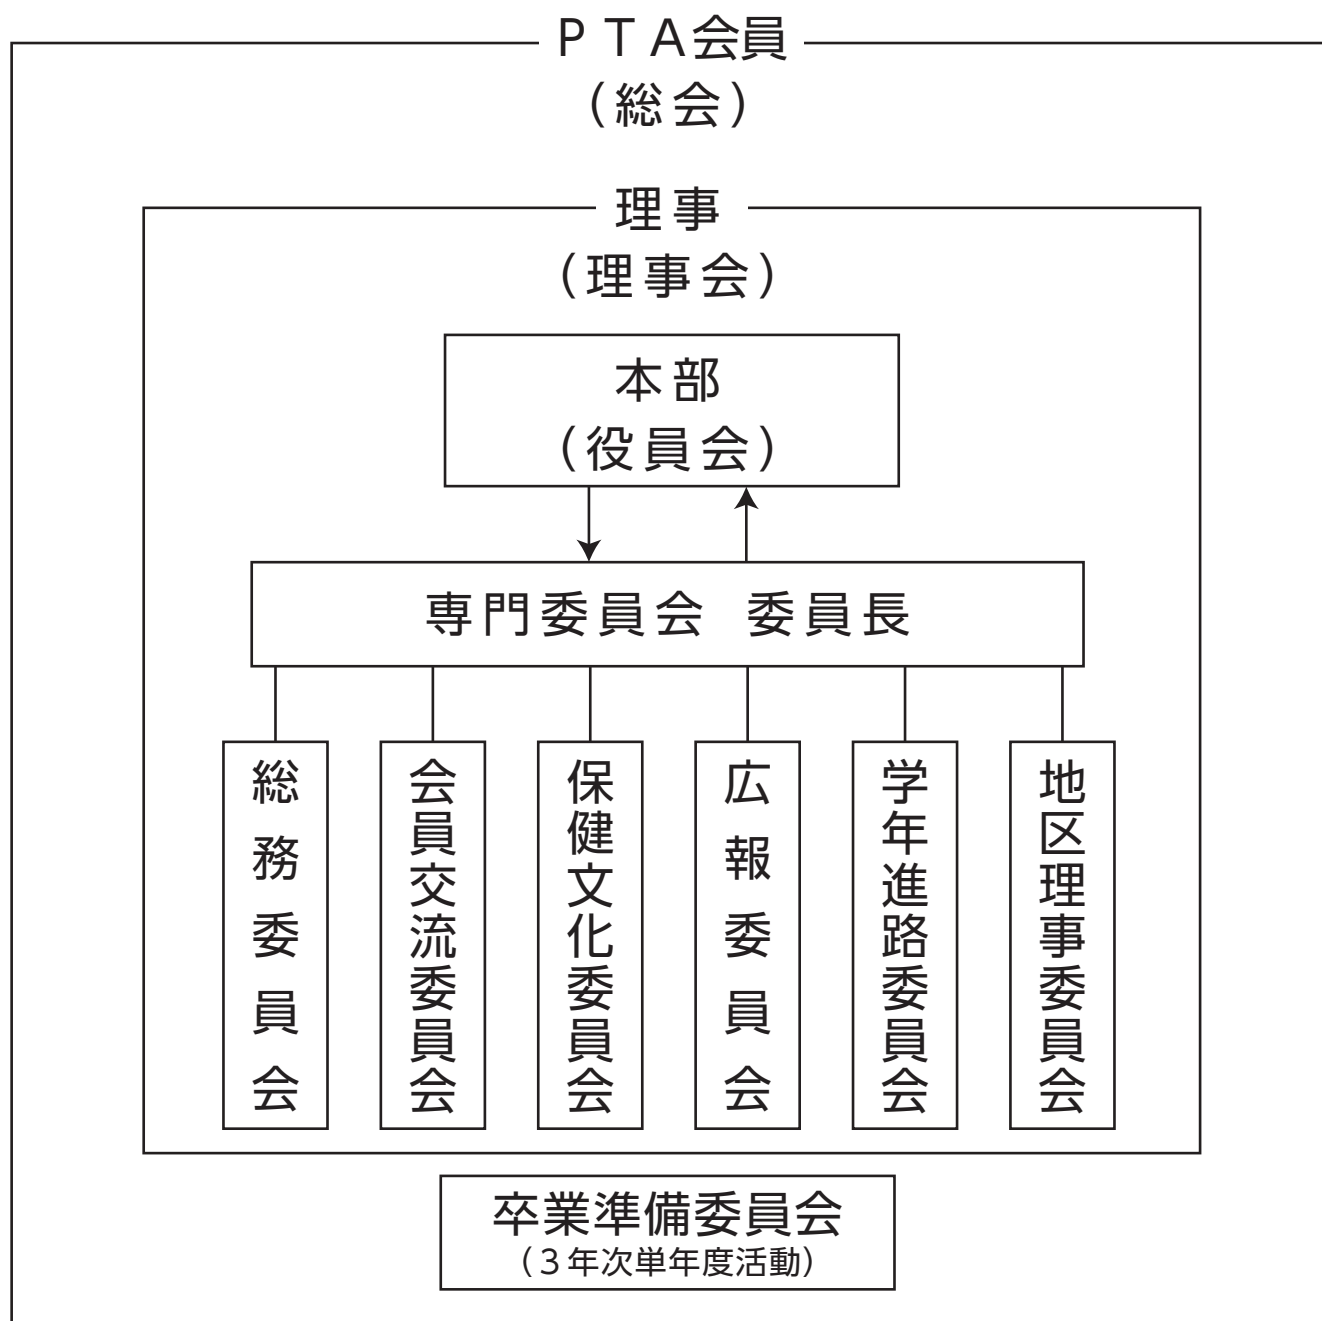 ＰＴＡ会員
（総会）
理事
（理事会）
本部
（役員会）
専門委員会　委員長
総務委員会
会員交流委員会
保健文化委員会
広報委員会
学年進路委員会
地区理事委員会
卒業準備委員会
（３年次単年度活動）